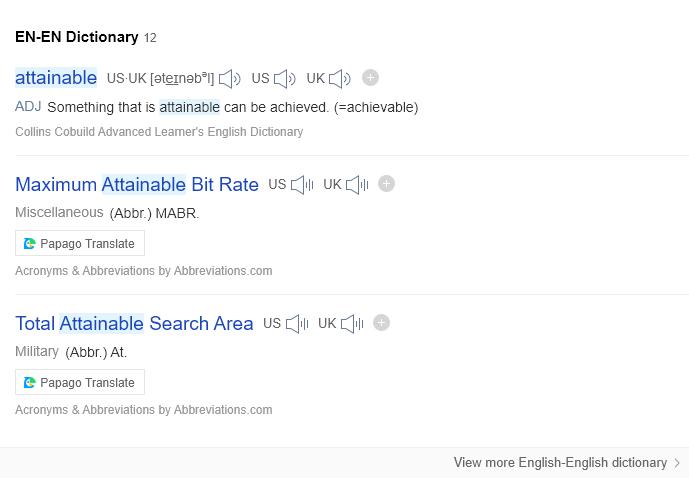 EN-EN Dictionary 12
attainable US·UK [əteɪnəbᵊl] US UK
ADJ Something that is attainable can be achieved. (=achievable)
Collins Cobuild Advanced Learner's English Dictionary
Maximum Attainable Bit Rate US UK
Miscellaneous (Abbr.) MABR.
Papago Translate
Acronyms & Abbreviations by Abbreviations.com
Total Attainable Search Area US UK
Military (Abbr.) At.
Papago Translate
Acronyms & Abbreviations by Abbreviations.com
View more English-English dictionary